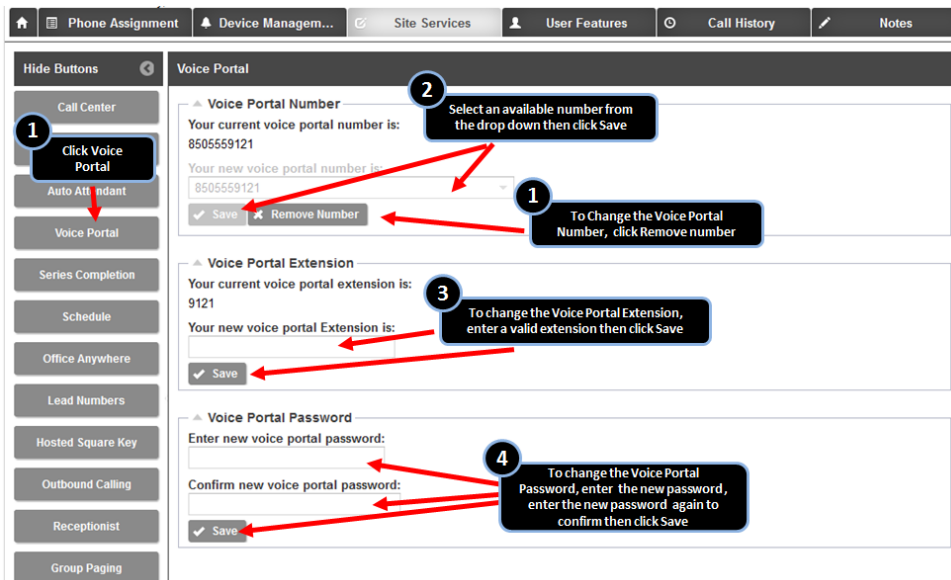 Phone Assignment
Device Managem...
Site Services
User Features
Call History
Notes
Hide Buttons
Call Center
1
Click Voice
Portal
Auto Attendant
Voice Portal
Series Completion
Schedule
Office Anywhere
Lead Numbers
Hosted Square Key
Outbound Calling
Receptionist
Group Paging
Voice Portal
Voice Portal Number
Your current voice portal number is:
8505559121
Your new voice portal number is:
8505559121
Save
Remove Number
2
Select an available number from
the drop down then click Save
1
To Change the Voice Portal
Number, click Remove number
Voice Portal Extension
Your current voice portal extension is:
9121
Your new voice portal Extension is:
Save
3
To change the Voice Portal Extension,
enter a valid extension then click Save
Voice Portal Password
Enter new voice portal password:
Confirm new voice portal password:
Save
4
To change the Voice Portal
Password, enter the new password,
enter the new password again to
confirm then click Save